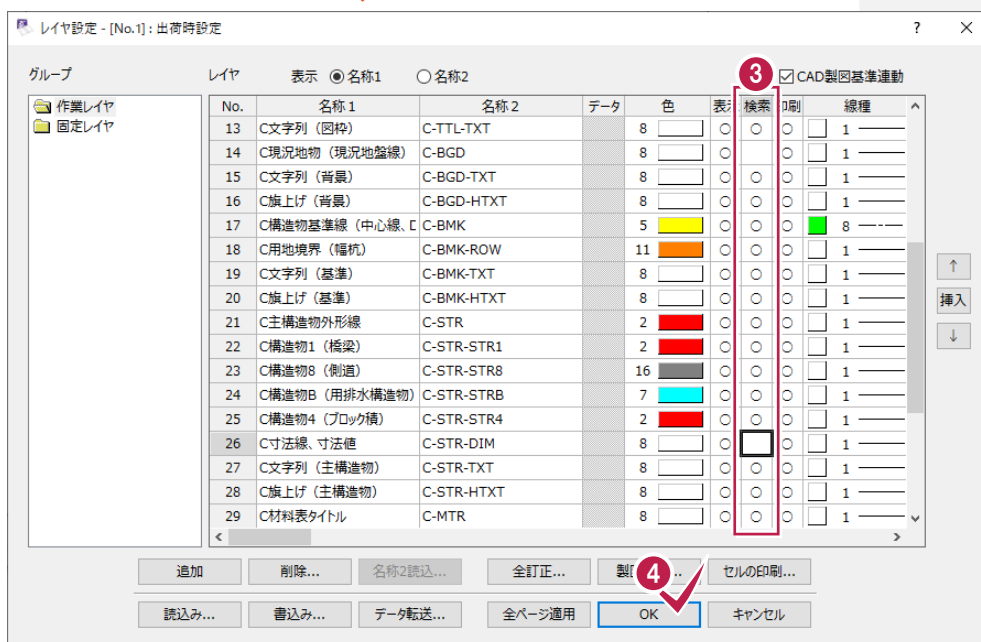 レイヤ設定 - [No.1] : 出荷時設定 ? ×
グループ レイヤ 表示 名称1 名称2 3 CAD製図基準連動
作業レイヤ
固定レイヤ
No. 名称 1 名称 2 データ 色 表示 検索 印刷 線種
13 C文字列（図枠） C-TTL-TXT 8 ○ ○ ○ 1
14 C現況地物（現況地盤線） C-BGD 8 ○ ○ 1
15 C文字列（背景） C-BGD-TXT 8 ○ ○ ○ 1
16 C旗上げ（背景） C-BGD-HTXT 8 ○ ○ ○ 1
17 C構造物基準線（中心線、 C-BMK 5 ○ ○ ○ 8
18 C用地境界（幅杭） C-BMK-ROW 11 ○ ○ ○ 1
19 C文字列（基準） C-BMK-TXT 8 ○ ○ ○ 1
20 C旗上げ（基準） C-BMK-HTXT 8 ○ ○ ○ 1
21 C主構造物外形線 C-STR 2 ○ ○ ○ 1
22 C構造物1（橋梁） C-STR-STR1 2 ○ ○ ○ 1
23 C構造物8（側道） C-STR-STR8 16 ○ ○ ○ 1
24 C構造物B（用排水構造物） C-STR-STRB 7 ○ ○ ○ 1
25 C構造物4（ブロック積） C-STR-STR4 2 ○ ○ ○ 1
26 C寸法線、寸法値 C-STR-DIM 8 ○ ○ 1
27 C文字列（主構造物） C-STR-TXT 8 ○ ○ ○ 1
28 C旗上げ（主構造物） C-STR-HTXT 8 ○ ○ ○ 1
29 C材料表タイトル C-MTR 8 ○ ○ ○ 1
↑
挿入
↓
追加 削除... 名称2読込... 全訂正... 製 4 .. セルの印刷...
読込み... 書込み... データ転送... 全ページ適用 OK キャンセル